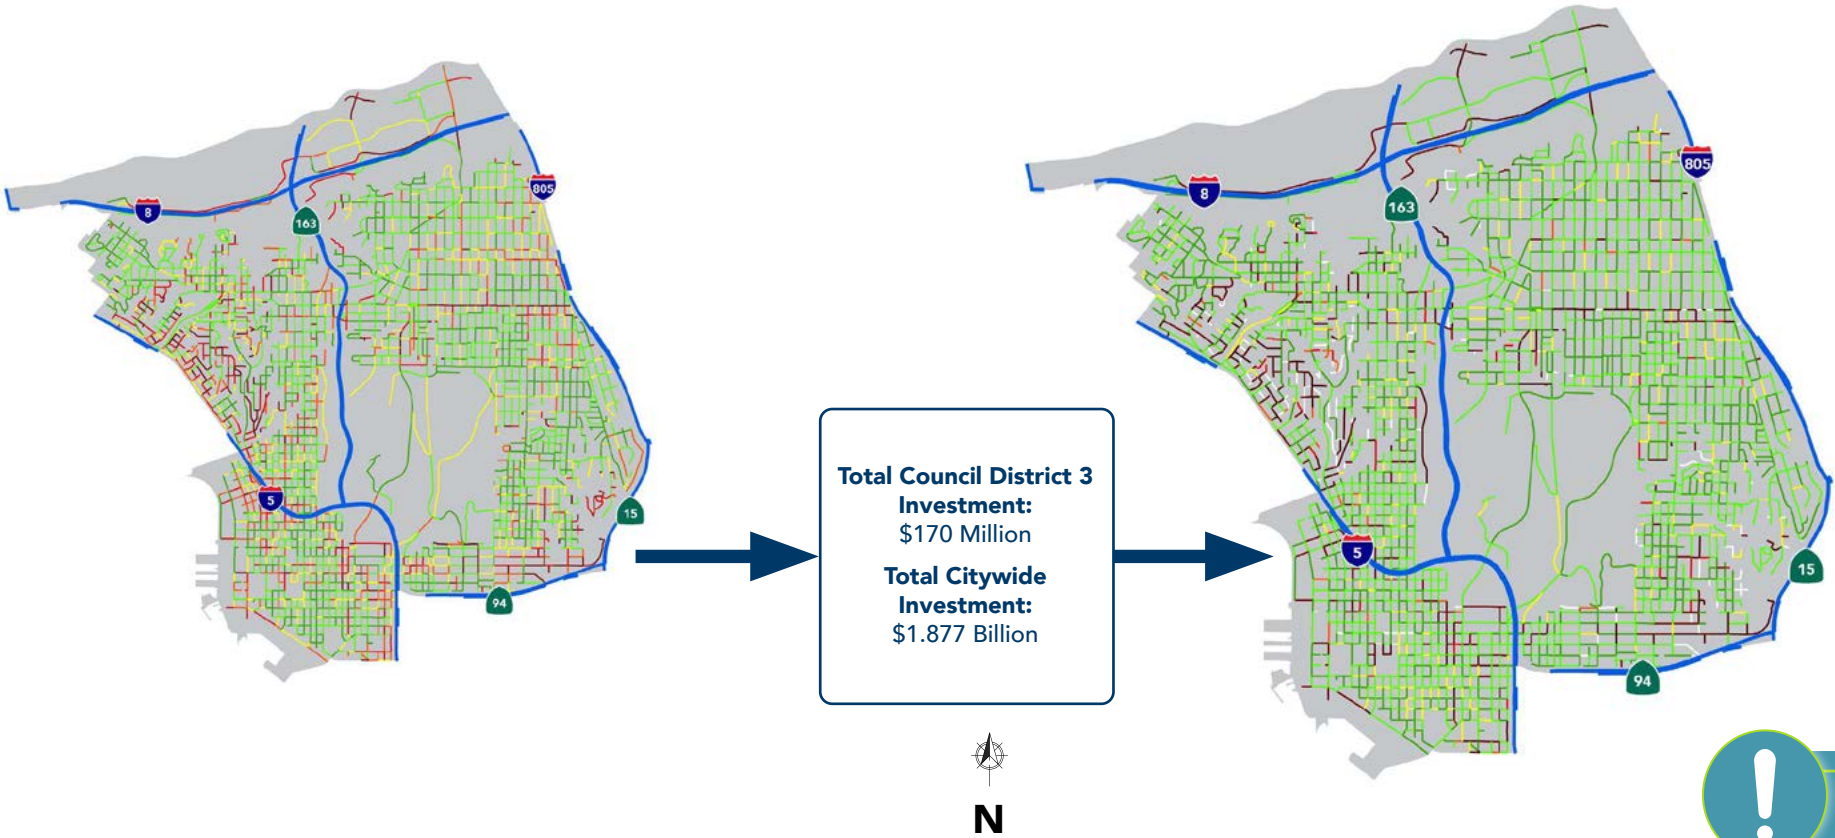 8
163
805
5
15
94
Total Council District 3
Investment:
$170 Million
Total Citywide
Investment:
$1.877 Billion
N
8
163
805
5
15
94
!